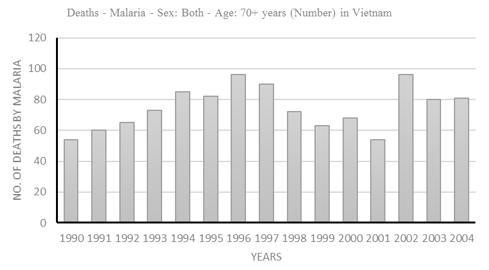 Deaths - Malaria - Sex: Both - Age: 70+ years (Number) in Vietnam
NO. OF DEATHS BY MALARIA
120
100
80
60
40
20
0
1990 1991 1992 1993 1994 1995 1996 1997 1998 1999 2000 2001 2002 2003 2004
YEARS